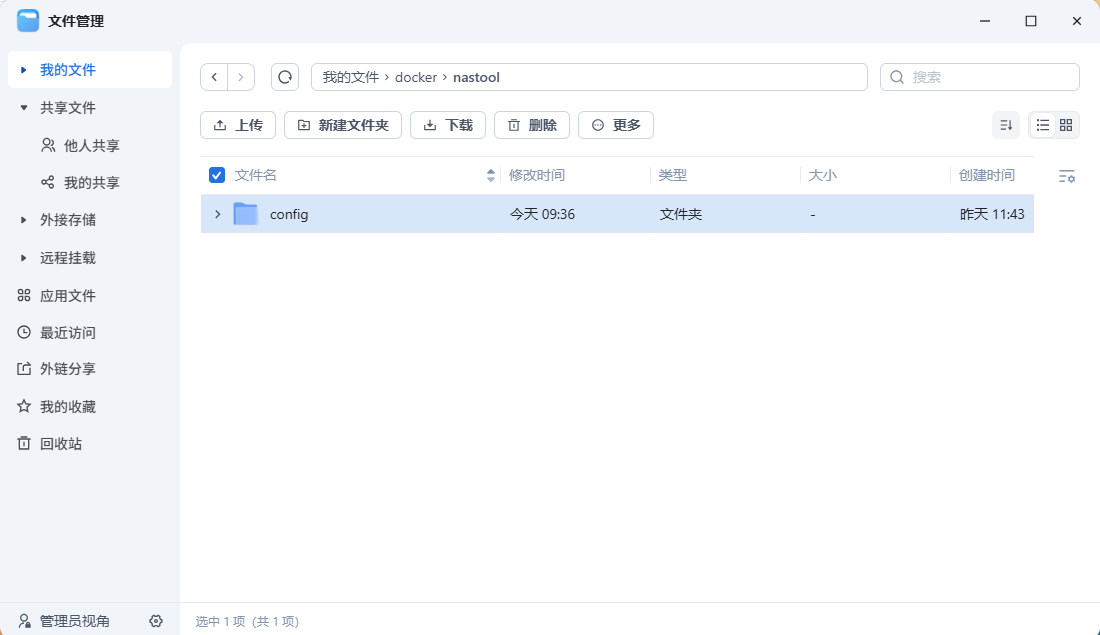 文件管理
我的文件
共享文件
他人共享
我的共享
外接存储
远程挂载
应用文件
最近访问
外链分享
我的收藏
回收站
管理员视角
我的文件 › docker › nastool
搜索
上传 新建文件夹 下载 删除 更多
文件名 修改时间 类型 大小 创建时间
config 今天 09:36 文件夹 - 昨天 11:43
选中 1 项 (共 1 项)